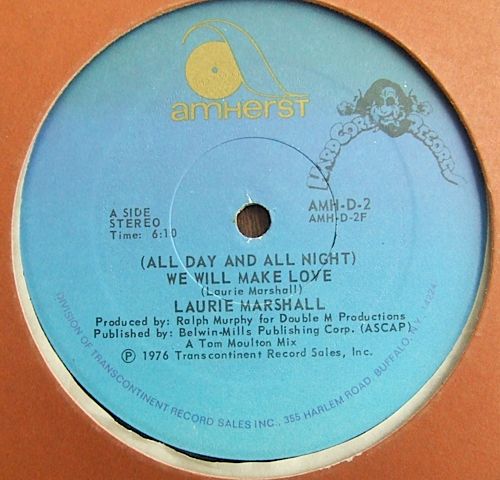 amHerST
HARDCORE RECORDS
A SIDE
STEREO
Time: 6:10
AMH-D-2
AMH-D-2F
(ALL DAY AND ALL NIGHT)
WE WILL MAKE LOVE
(Laurie Marshall)
LAURIE MARSHALL
Produced by: Ralph Murphy for Double M Productions
Published by: Belwin-Mills Publishing Corp. (ASCAP)
A Tom Moulton Mix
Ⓟ 1976 Transcontinent Record Sales, Inc.
DIVISION OF TRANSCONTINENT RECORD SALES INC., 355 HARLEM ROAD, BUFFALO, N.Y. 14224